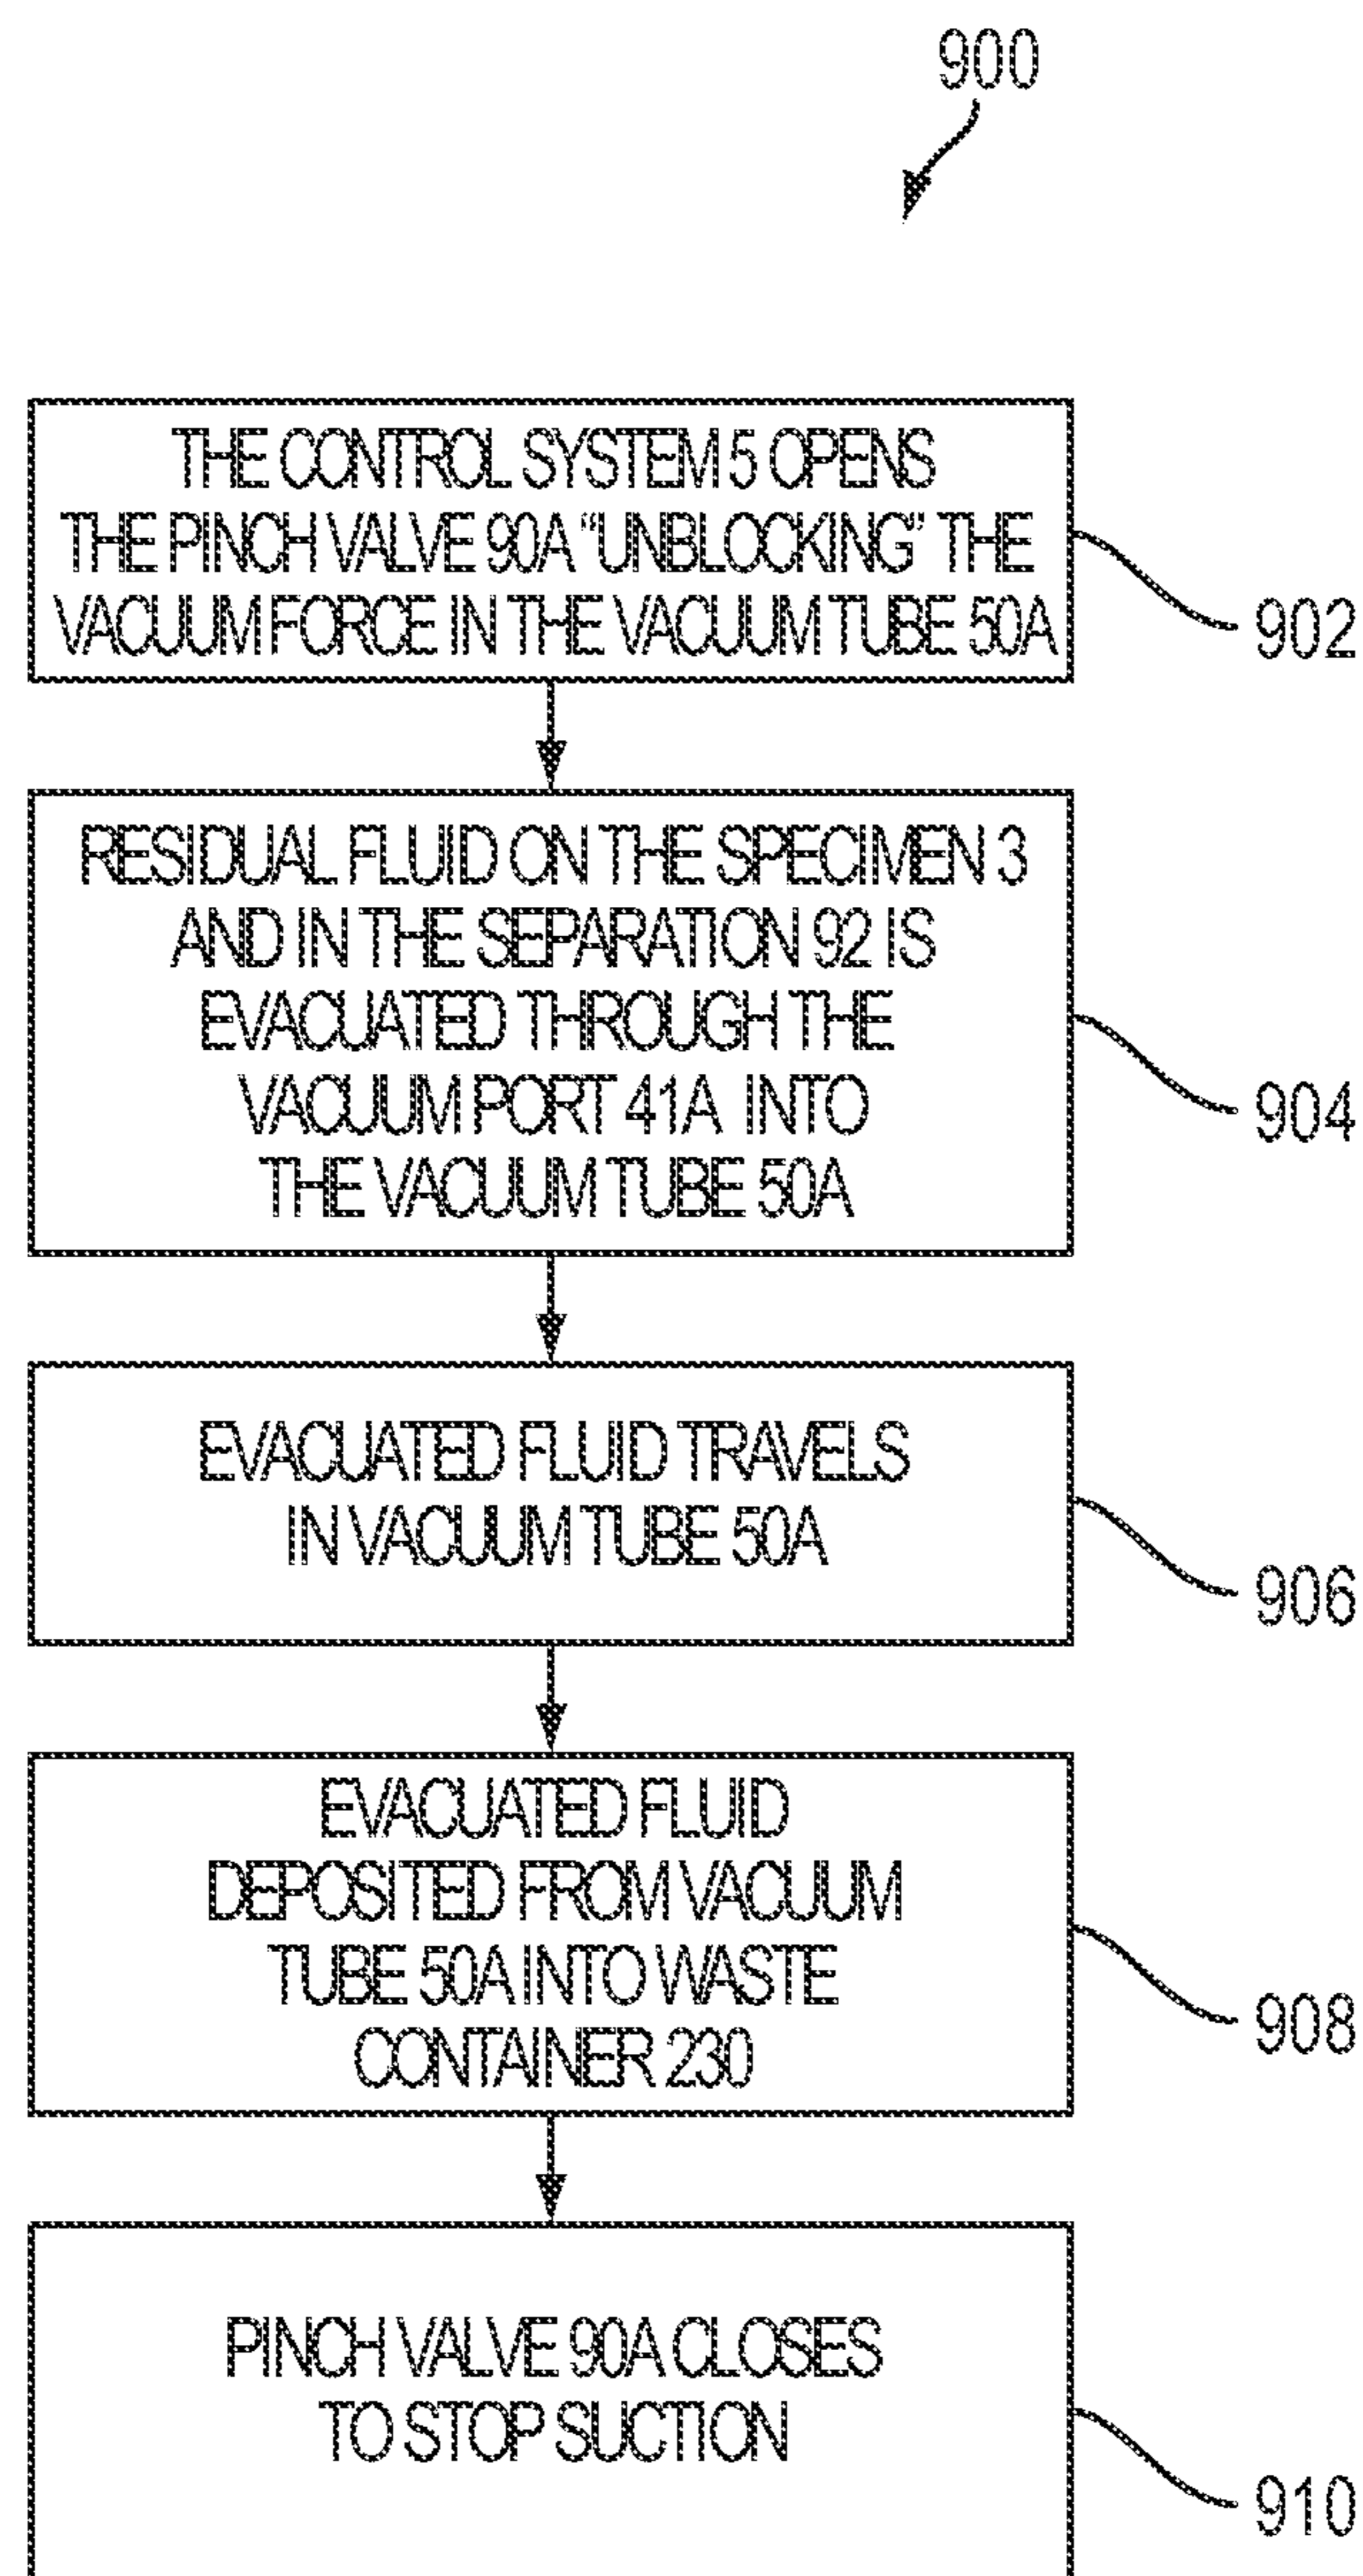 900
THE CONTROL SYSTEM 5 OPENS
THE PINCH VALVE 90A "UNBLOCKING" THE
VACUUM FORCE IN THE VACUUM TUBE 50A
902
RESIDUAL FLUID ON THE SPECIMEN 3
AND IN THE SEPARATION 92 IS
EVACUATED THROUGH THE
VACUUM PORT 41A INTO
THE VACUUM TUBE 50A
904
EVACUATED FLUID TRAVELS
IN VACUUM TUBE 50A
906
EVACUATED FLUID
DEPOSITED FROM VACUUM
TUBE 50A INTO WASTE
CONTAINER 230
908
PINCH VALVE 90A CLOSES
TO STOP SUCTION
910